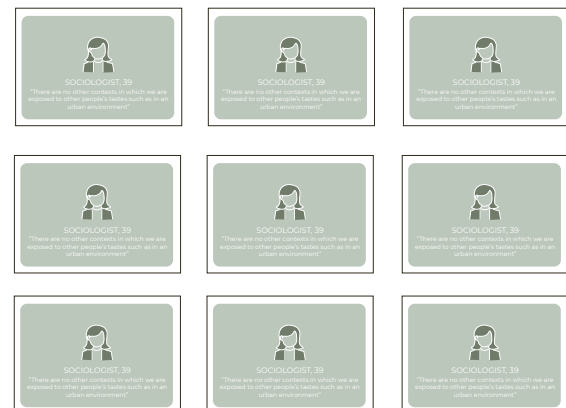 SOCIOLOGIST, 39
"There are no other contexts in which we are
exposed to other people's tastes such as in an
urban environment"
SOCIOLOGIST, 39
"There are no other contexts in which we are
exposed to other people's tastes such as in an
urban environment"
SOCIOLOGIST, 39
"There are no other contexts in which we are
exposed to other people's tastes such as in an
urban environment"
SOCIOLOGIST, 39
"There are no other contexts in which we are
exposed to other people's tastes such as in an
urban environment"
SOCIOLOGIST, 39
"There are no other contexts in which we are
exposed to other people's tastes such as in an
urban environment"
SOCIOLOGIST, 39
"There are no other contexts in which we are
exposed to other people's tastes such as in an
urban environment"
SOCIOLOGIST, 39
"There are no other contexts in which we are
exposed to other people's tastes such as in an
urban environment"
SOCIOLOGIST, 39
"There are no other contexts in which we are
exposed to other people's tastes such as in an
urban environment"
SOCIOLOGIST, 39
"There are no other contexts in which we are
exposed to other people's tastes such as in an
urban environment"